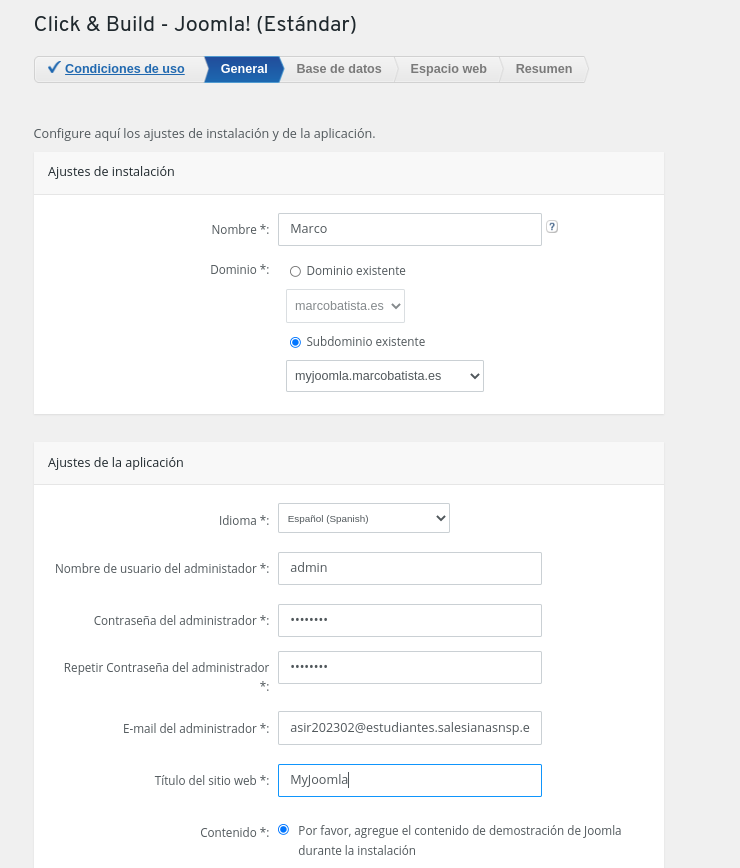 Click & Build - Joomla! (Estándar)
Condiciones de uso General Base de datos Espacio web Resumen
Configure aquí los ajustes de instalación y de la aplicación.
Ajustes de instalación
Nombre *: Marco ?
Dominio *: Dominio existente
marcobatista.es
Subdominio existente
myjoomla.marcobatista.es
Ajustes de la aplicación
Idioma *: Español (Spanish)
Nombre de usuario del administador *: admin
Contraseña del administrador *: ••••••••
Repetir Contraseña del administrador
*: ••••••••
E-mail del administrador *: asir202302@estudiantes.salesianasnsp.e
Título del sitio web *: MyJoomla
Contenido *: Por favor, agregue el contenido de demostración de Joomla
durante la instalación